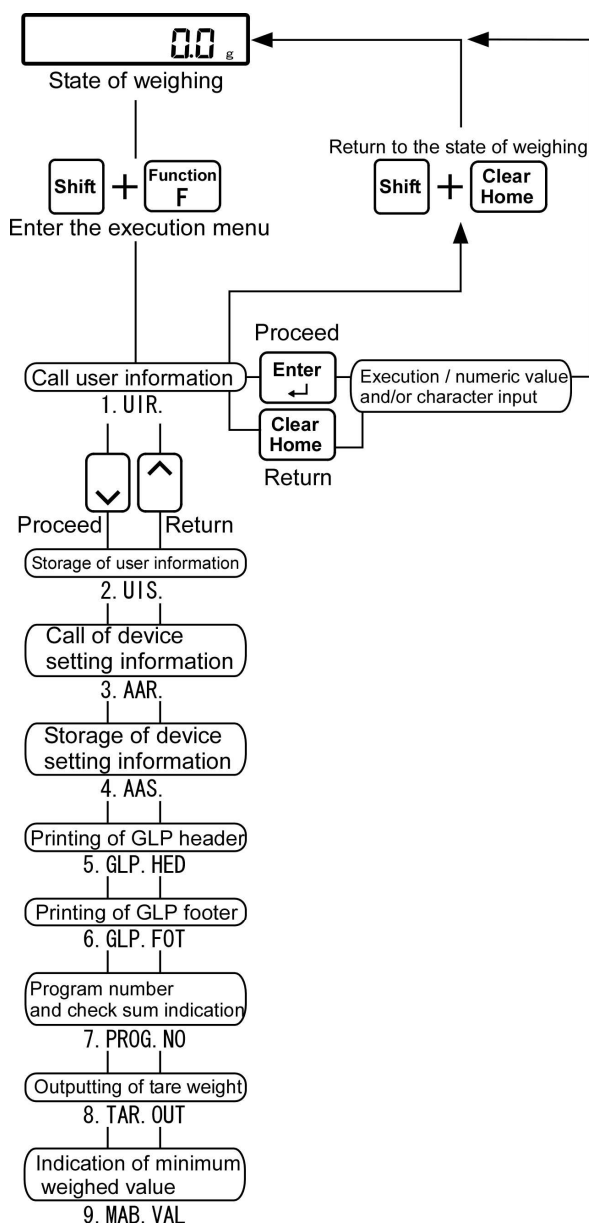 0.0 g
State of weighing
Return to the state of weighing
Shift + Function F
Shift + Clear Home
Enter the execution menu
Proceed
Call user information
Enter
Execution / numeric value
and/or character input
1. UIR.
Clear
Home
Return
Proceed Return
Storage of user information
2. UIS.
Call of device
setting information
3. AAR.
Storage of device
setting information
4. AAS.
Printing of GLP header
5. GLP. HED
Printing of GLP footer
6. GLP. FOT
Program number
and check sum indication
7. PROG. NO
Outputting of tare weight
8. TAR. OUT
Indication of minimum
weighed value
9. MAB. VAL